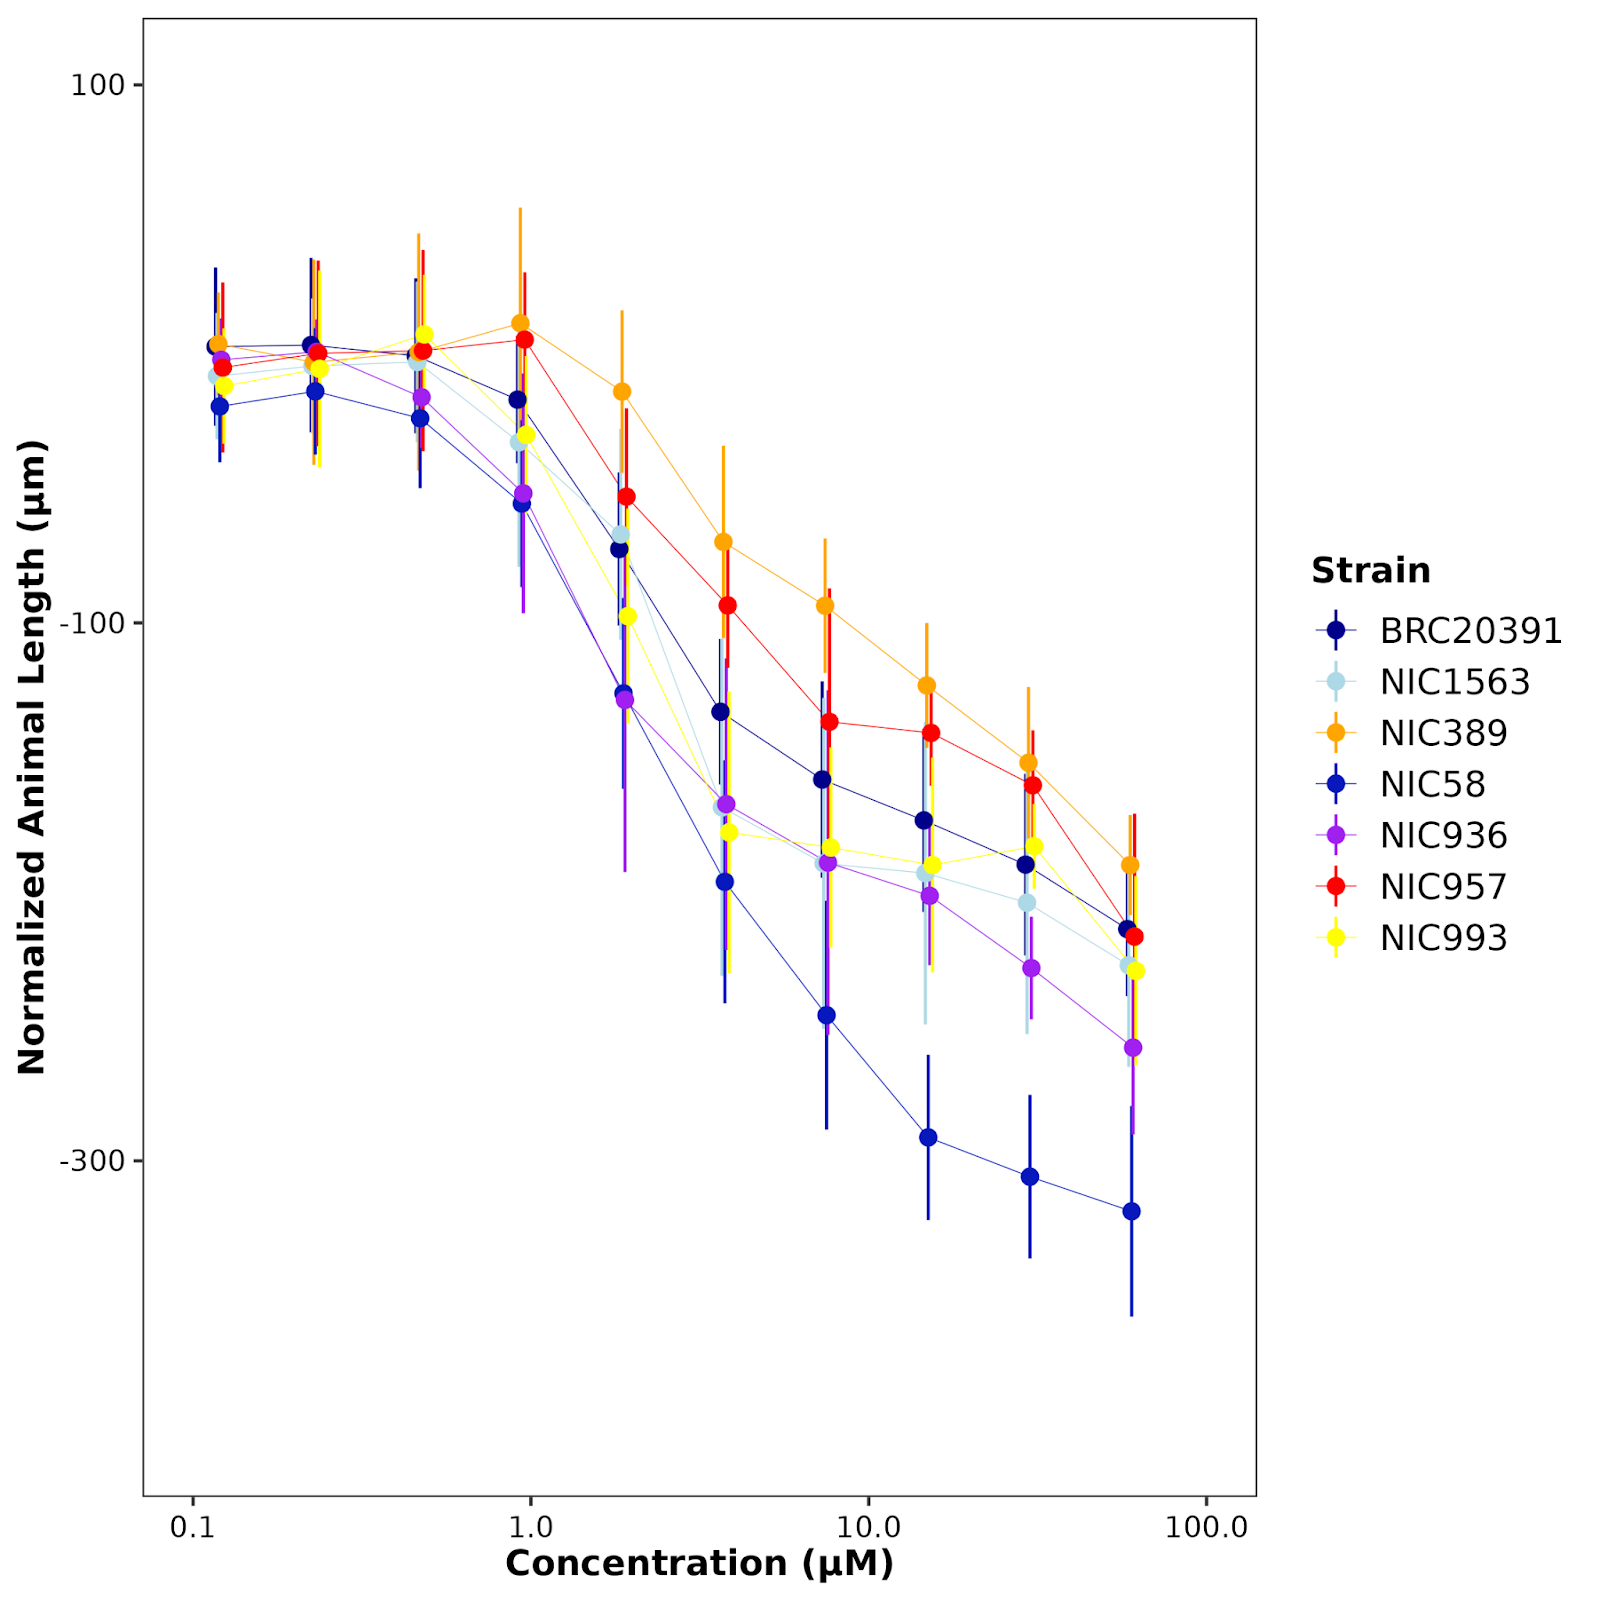 100
-100
-300
Normalized Animal Length (µm)
0.1
1.0
10.0
100.0
Concentration (µM)
Strain
BRC20391
NIC1563
NIC389
NIC58
NIC936
NIC957
NIC993